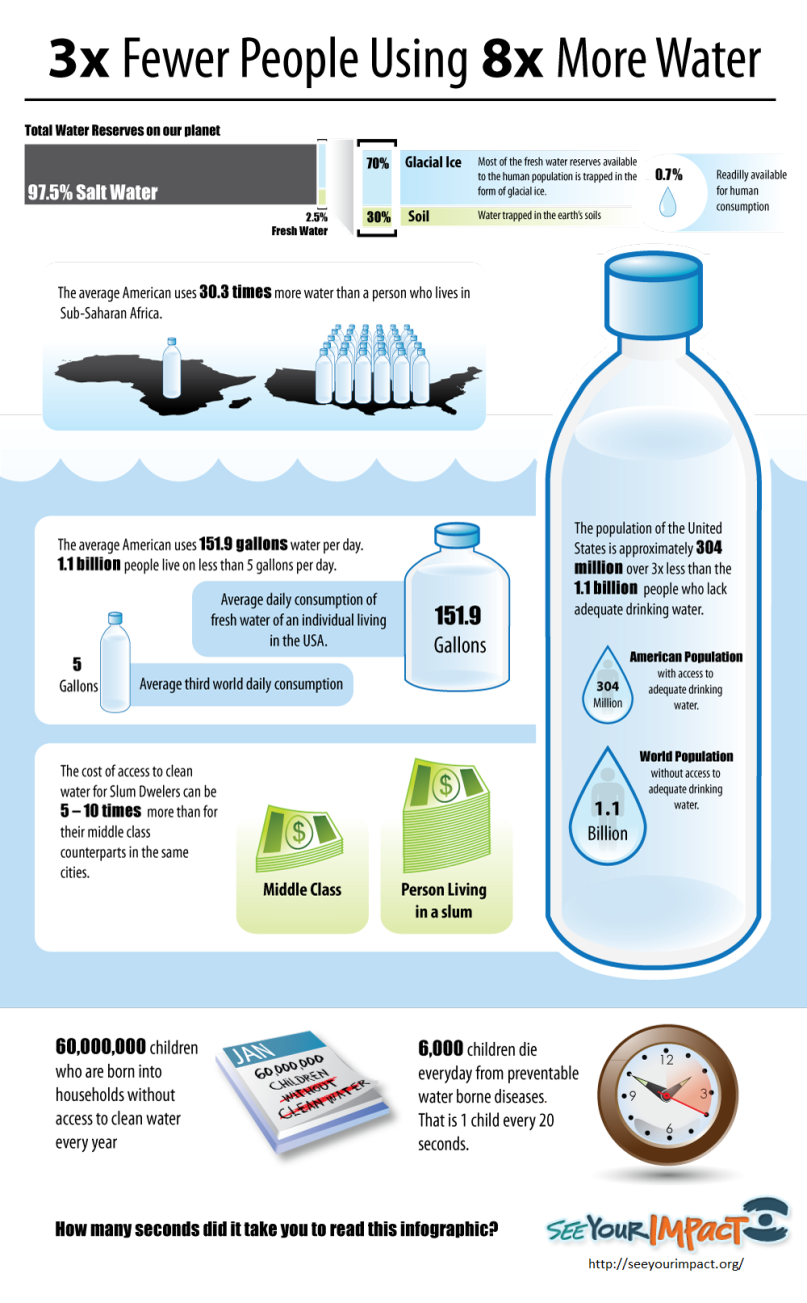 3x Fewer People Using 8x More Water
Total Water Reserves on our planet
97.5% Salt Water
2.5%
Fresh Water
70%
Glacial Ice
Most of the fresh water reserves available
to the human population is trapped in the
form of glacial ice.
30%
Soil
Water trapped in the earth's soils
0.7%
Readilly available
for human
consumption
The average American uses 30.3 times more water than a person who lives in
Sub-Saharan Africa.
The average American uses 151.9 gallons water per day.
1.1 billion people live on less than 5 gallons per day.
Average daily consumption of
fresh water of an individual living
in the USA.
151.9
Gallons
5
Gallons
Average third world daily consumption
The population of the United
States is approximately 304
million over 3x less than the
1.1 billion people who lack
adequate drinking water.
304
Million
American Population
with access to
adequate drinking
water.
1.1
Billion
World Population
without access to
adequate drinking
water.
The cost of access to clean
water for Slum Dwelers can be
5 – 10 times more than for
their middle class
counterparts in the same
cities.
$
Middle Class
$
Person Living
in a slum
60,000,000 children
who are born into
households without
access to clean water
every year
JAN
60,000,000
CHILDREN
WITHOUT
CLEAN WATER
6,000 children die
everyday from preventable
water borne diseases.
That is 1 child every 20
seconds.
12
3
6
9
How many seconds did it take you to read this infographic?
SEE YOUR IMPACT
http://seeyourimpact.org/